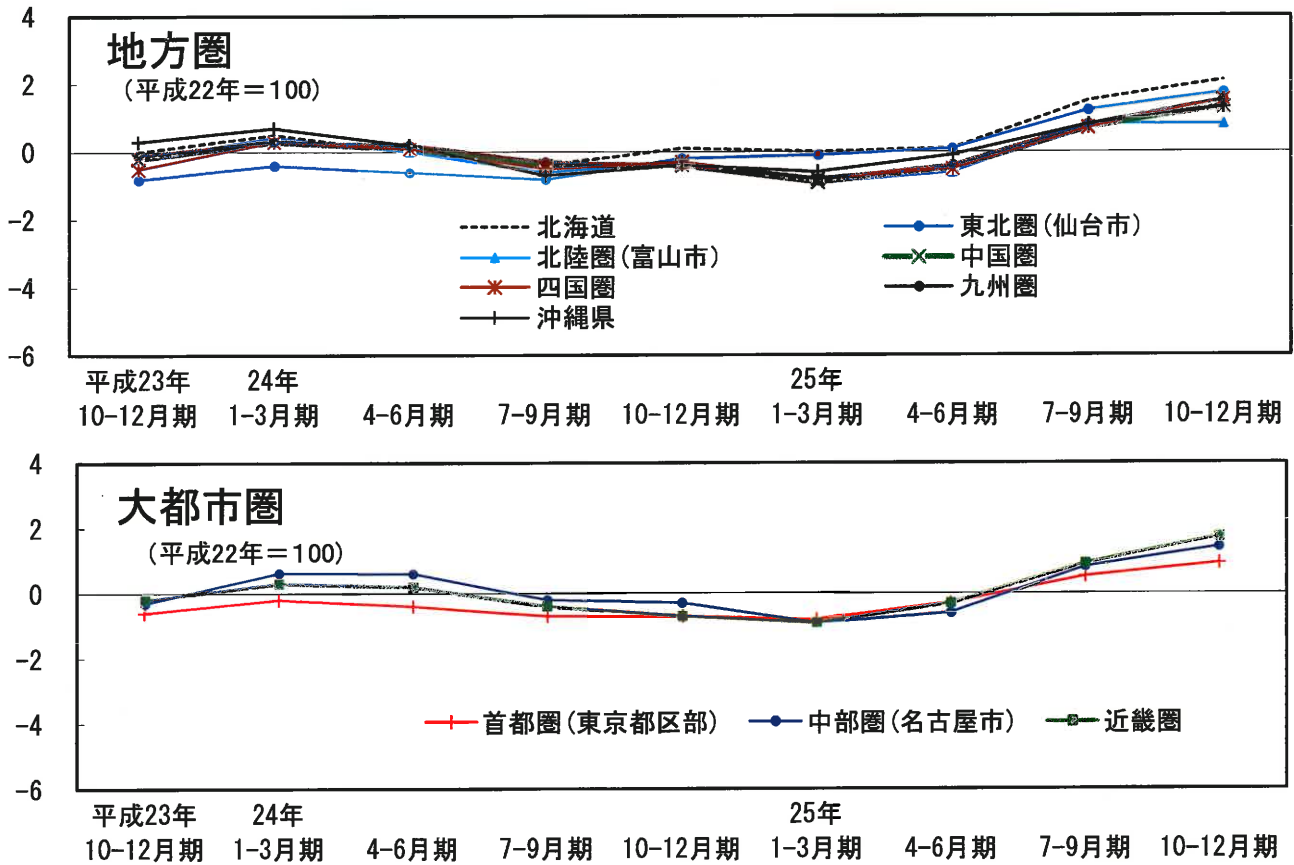 4
2
0
-2
-4
-6
地方圏
(平成22年=100)
北海道
東北圏(仙台市)
北陸圏(富山市)
中国圏
四国圏
九州圏
沖縄県
平成23年 24年 25年
10-12月期 1-3月期 4-6月期 7-9月期 10-12月期 1-3月期 4-6月期 7-9月期 10-12月期
4
2
0
-2
-4
-6
大都市圏
(平成22年=100)
首都圏(東京都区部) 中部圏(名古屋市) 近畿圏
平成23年 24年 25年
10-12月期 1-3月期 4-6月期 7-9月期 10-12月期 1-3月期 4-6月期 7-9月期 10-12月期